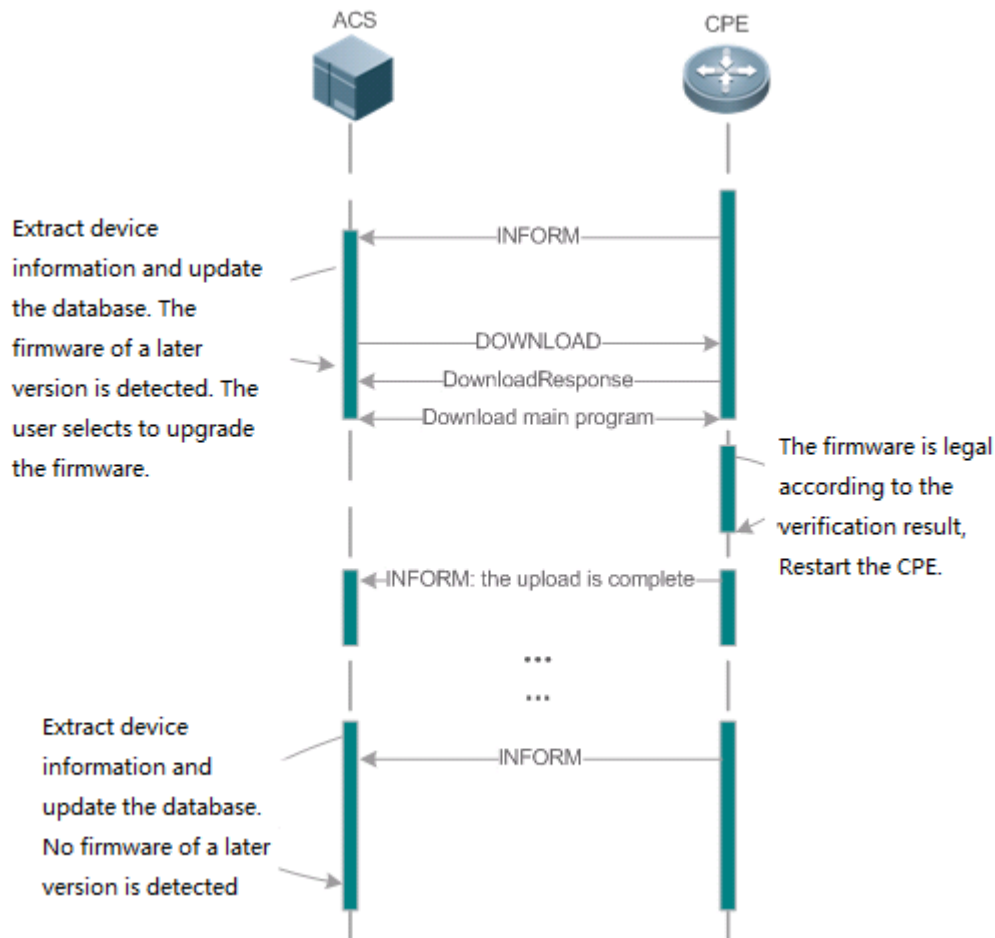 ACS
CPE
INFORM
Extract device
information and update
the database. The
firmware of a later
version is detected. The
user selects to upgrade
the firmware.
DOWNLOAD
DownloadResponse
Download main program
The firmware is legal
according to the
verification result,
Restart the CPE.
INFORM: the upload is complete
...
...
Extract device
information and
update the database.
No firmware of a later
version is detected
INFORM